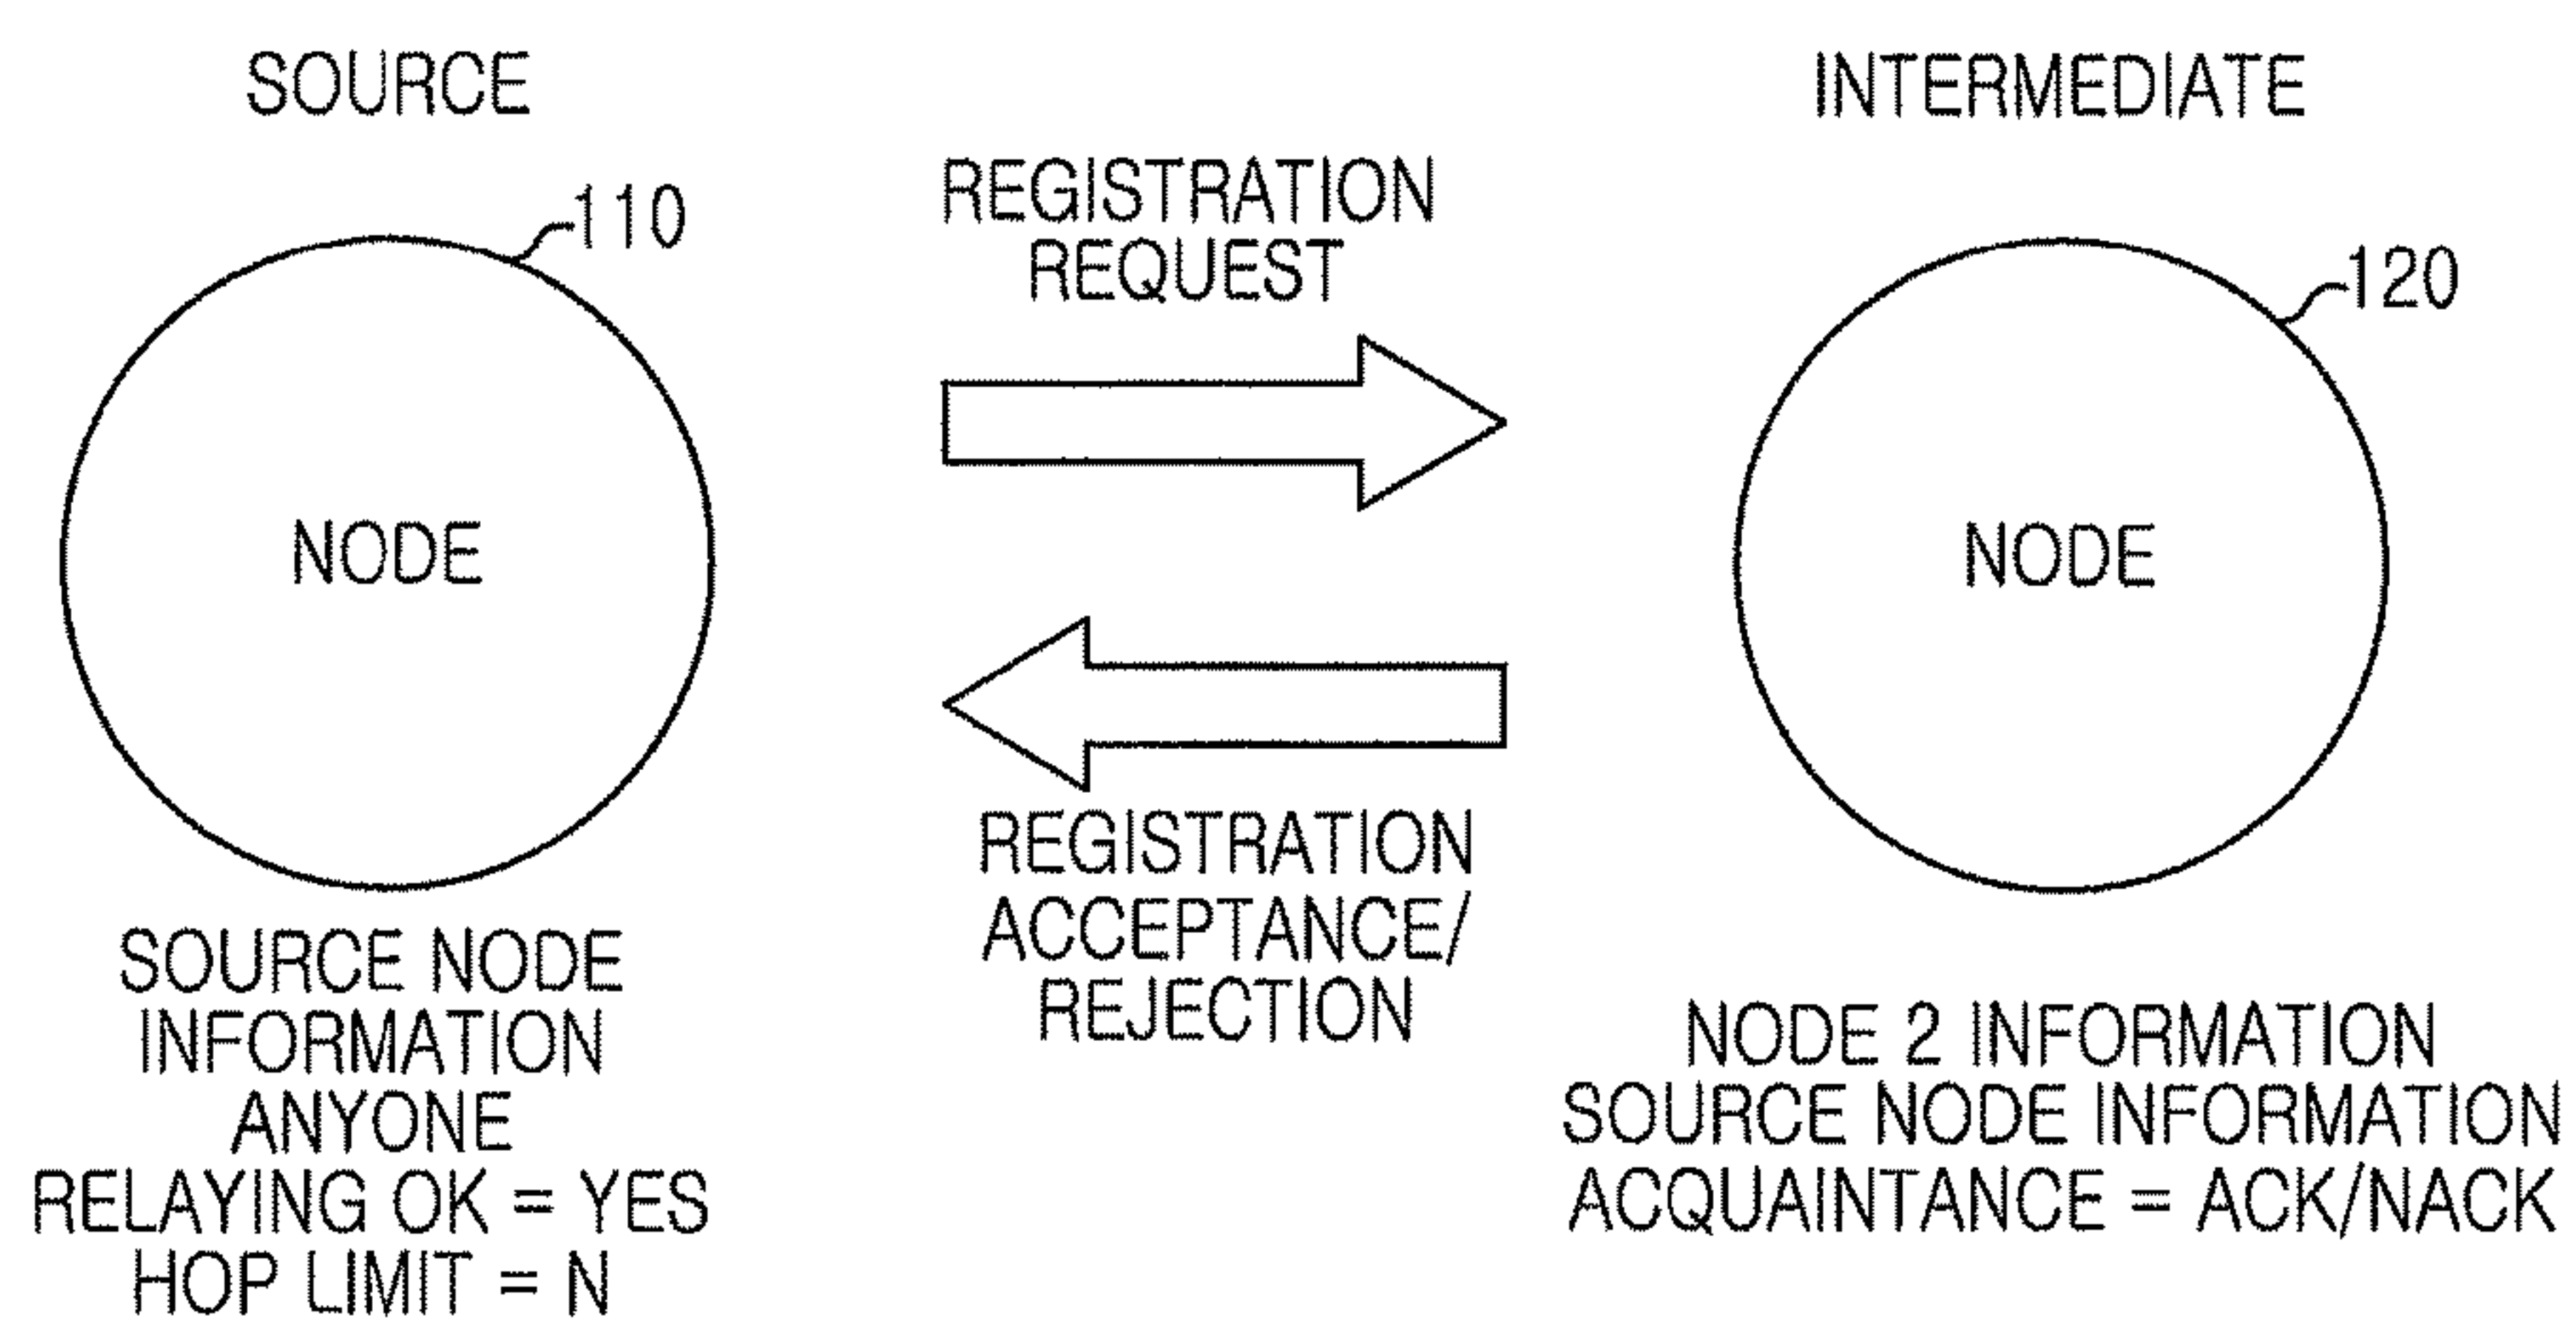 SOURCE
110
NODE
SOURCE NODE
INFORMATION
ANYONE
RELAYING OK = YES
HOP LIMIT = N
REGISTRATION
REQUEST
REGISTRATION
ACCEPTANCE/
REJECTION
INTERMEDIATE
120
NODE
NODE 2 INFORMATION
SOURCE NODE INFORMATION
ACQUAINTANCE = ACK/NACK